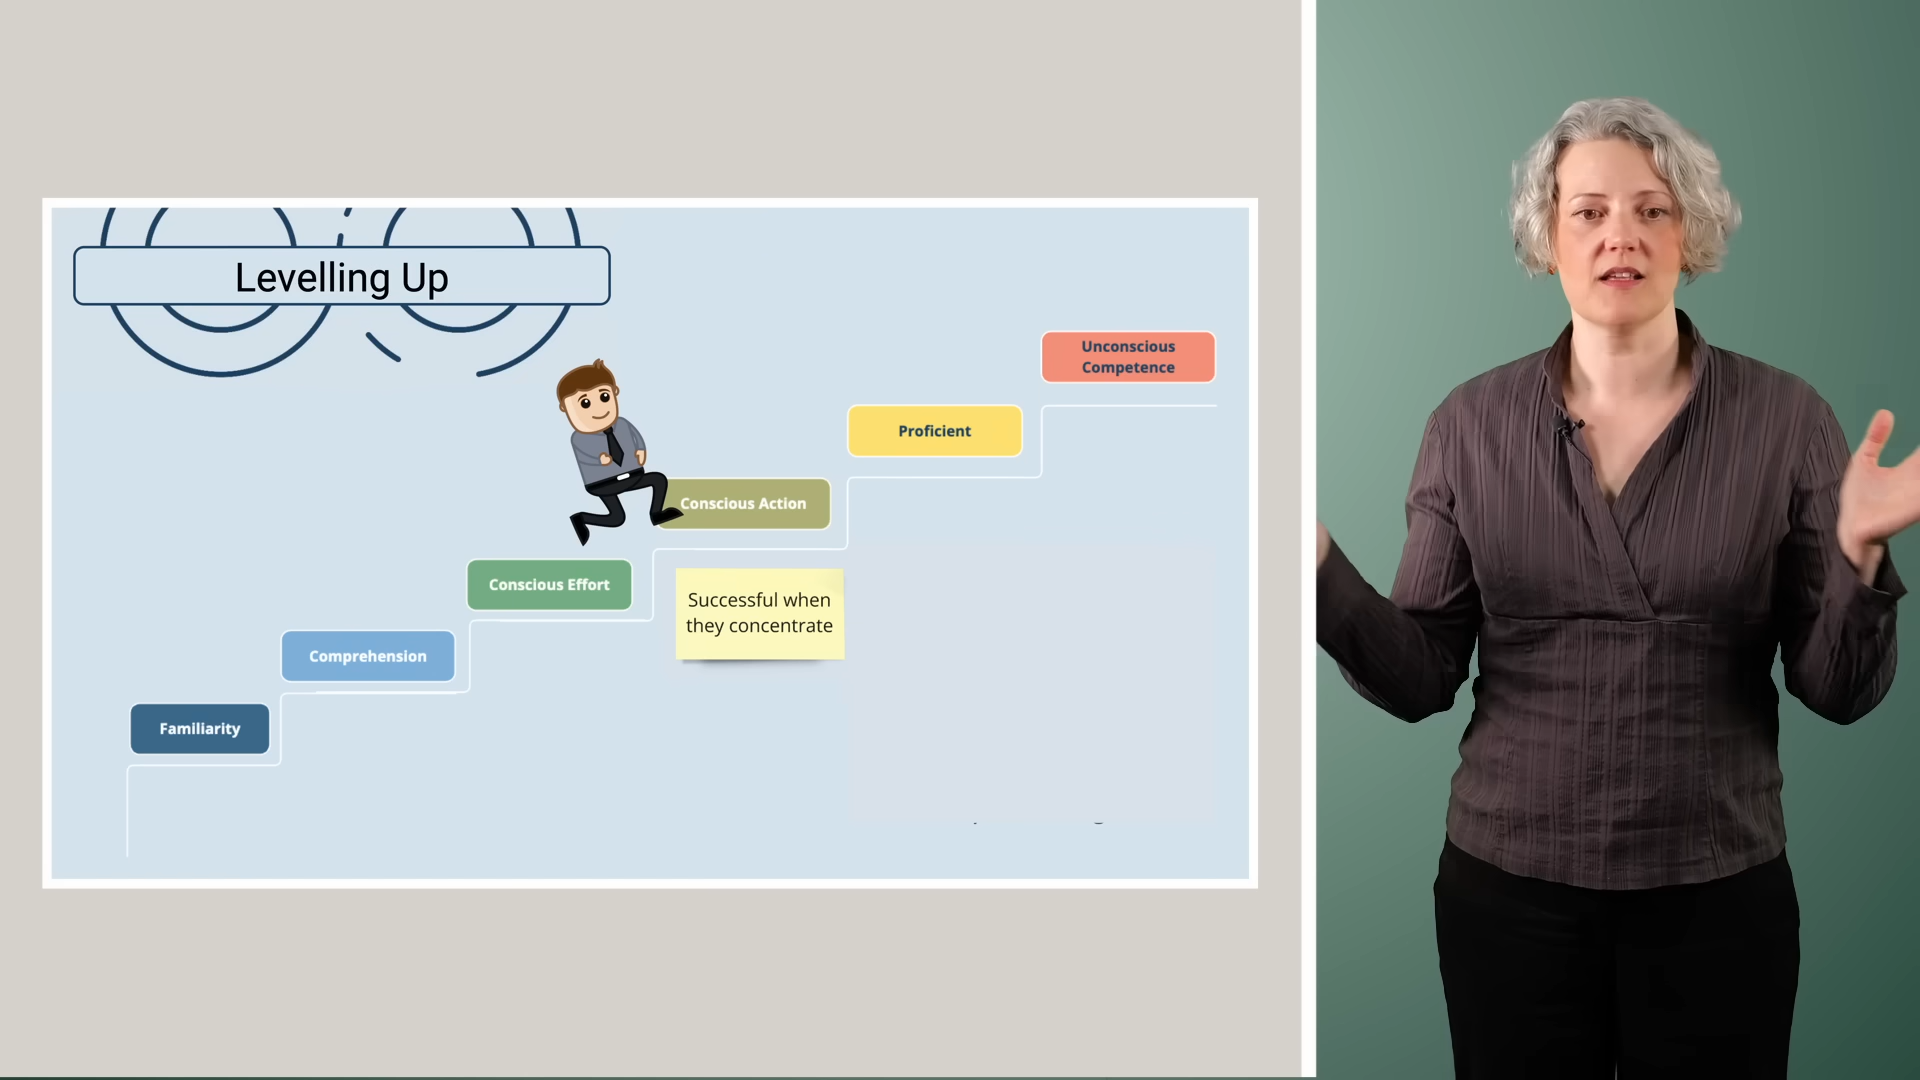 Levelling Up
Unconscious
Competence
Proficient
Conscious Action
Conscious Effort
Successful when
they concentrate
Comprehension
Familiarity